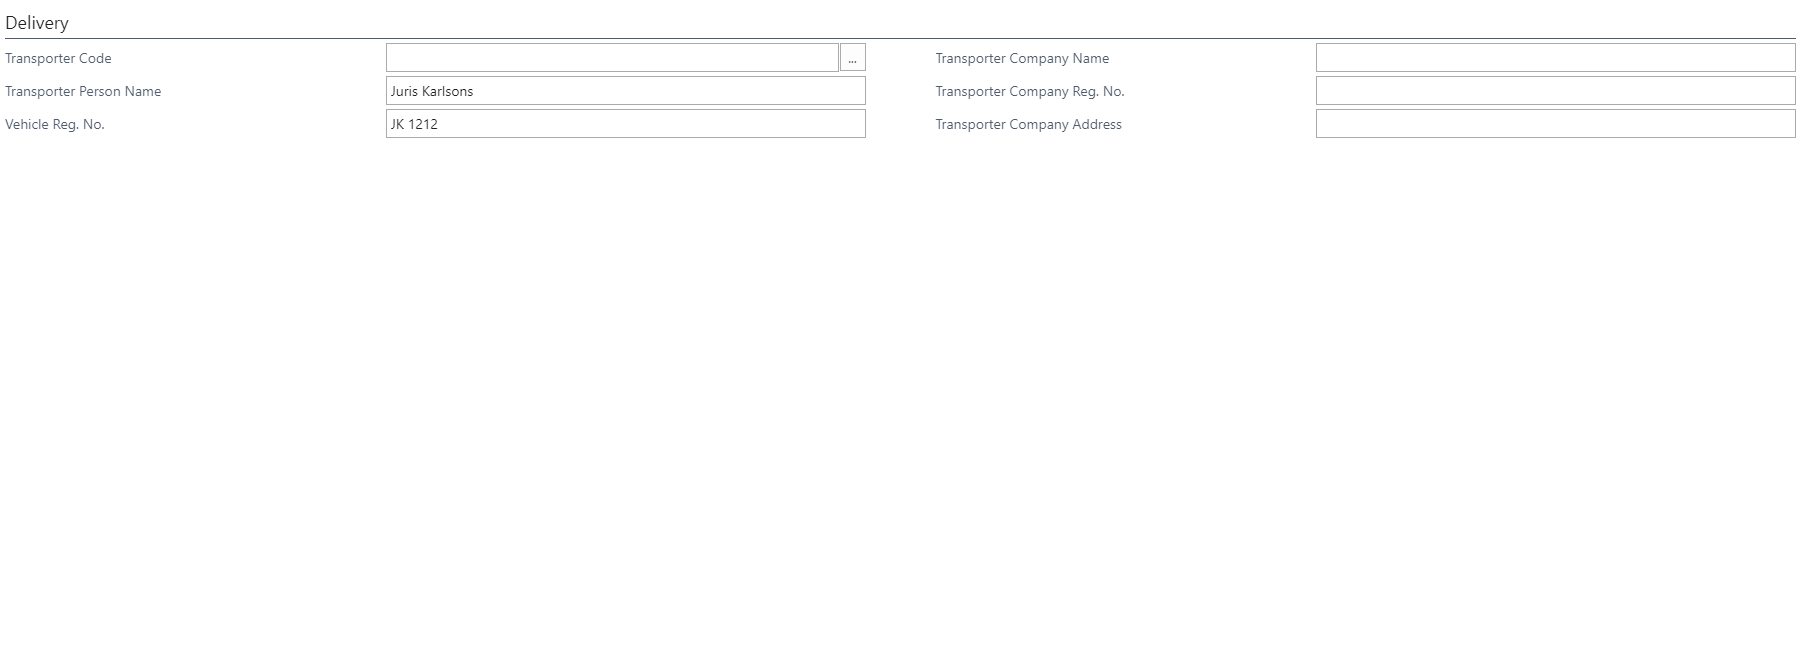 Delivery
Transporter Code ... Transporter Company Name
Transporter Person Name Juris Karlsons Transporter Company Reg. No.
Vehicle Reg. No. JK 1212 Transporter Company Address